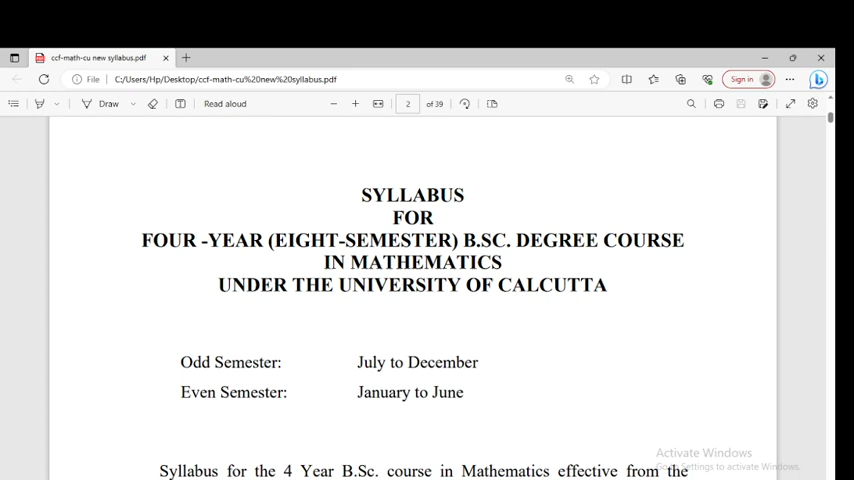 ccf-math-cu new syllabus.pdf
File C:/Users/Hp/Desktop/ccf-math-cu%20new%20syllabus.pdf Sign in
Draw Read aloud 2 of 39
SYLLABUS
FOR
FOUR -YEAR (EIGHT-SEMESTER) B.SC. DEGREE COURSE
IN MATHEMATICS
UNDER THE UNIVERSITY OF CALCUTTA
Odd Semester: July to December
Even Semester: January to June
Activate Windows
Go to Settings to activate Windows.
Syllabus for the 4 Year B.Sc. course in Mathematics effective from the